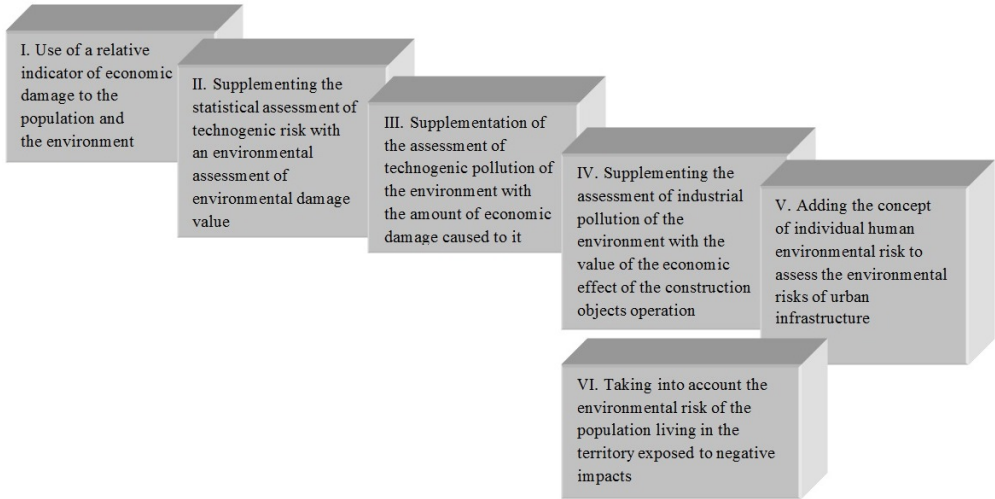 I. Use of a relative
indicator of economic
damage to the
population and
the environment
II. Supplementing the
statistical assessment of
technogenic risk with
an environmental
assessment of
environmental damage
value
III. Supplementation of
the assessment of
technogenic pollution of
the environment with
the amount of economic
damage caused to it
IV. Supplementing the
assessment of industrial
pollution of the
environment with the
value of the economic
effect of the construction
objects operation
V. Adding the concept
of individual human
environmental risk to
assess the environmental
risks of urban
infrastructure
VI. Taking into account the
environmental risk of the
population living in the
territory exposed to negative
impacts